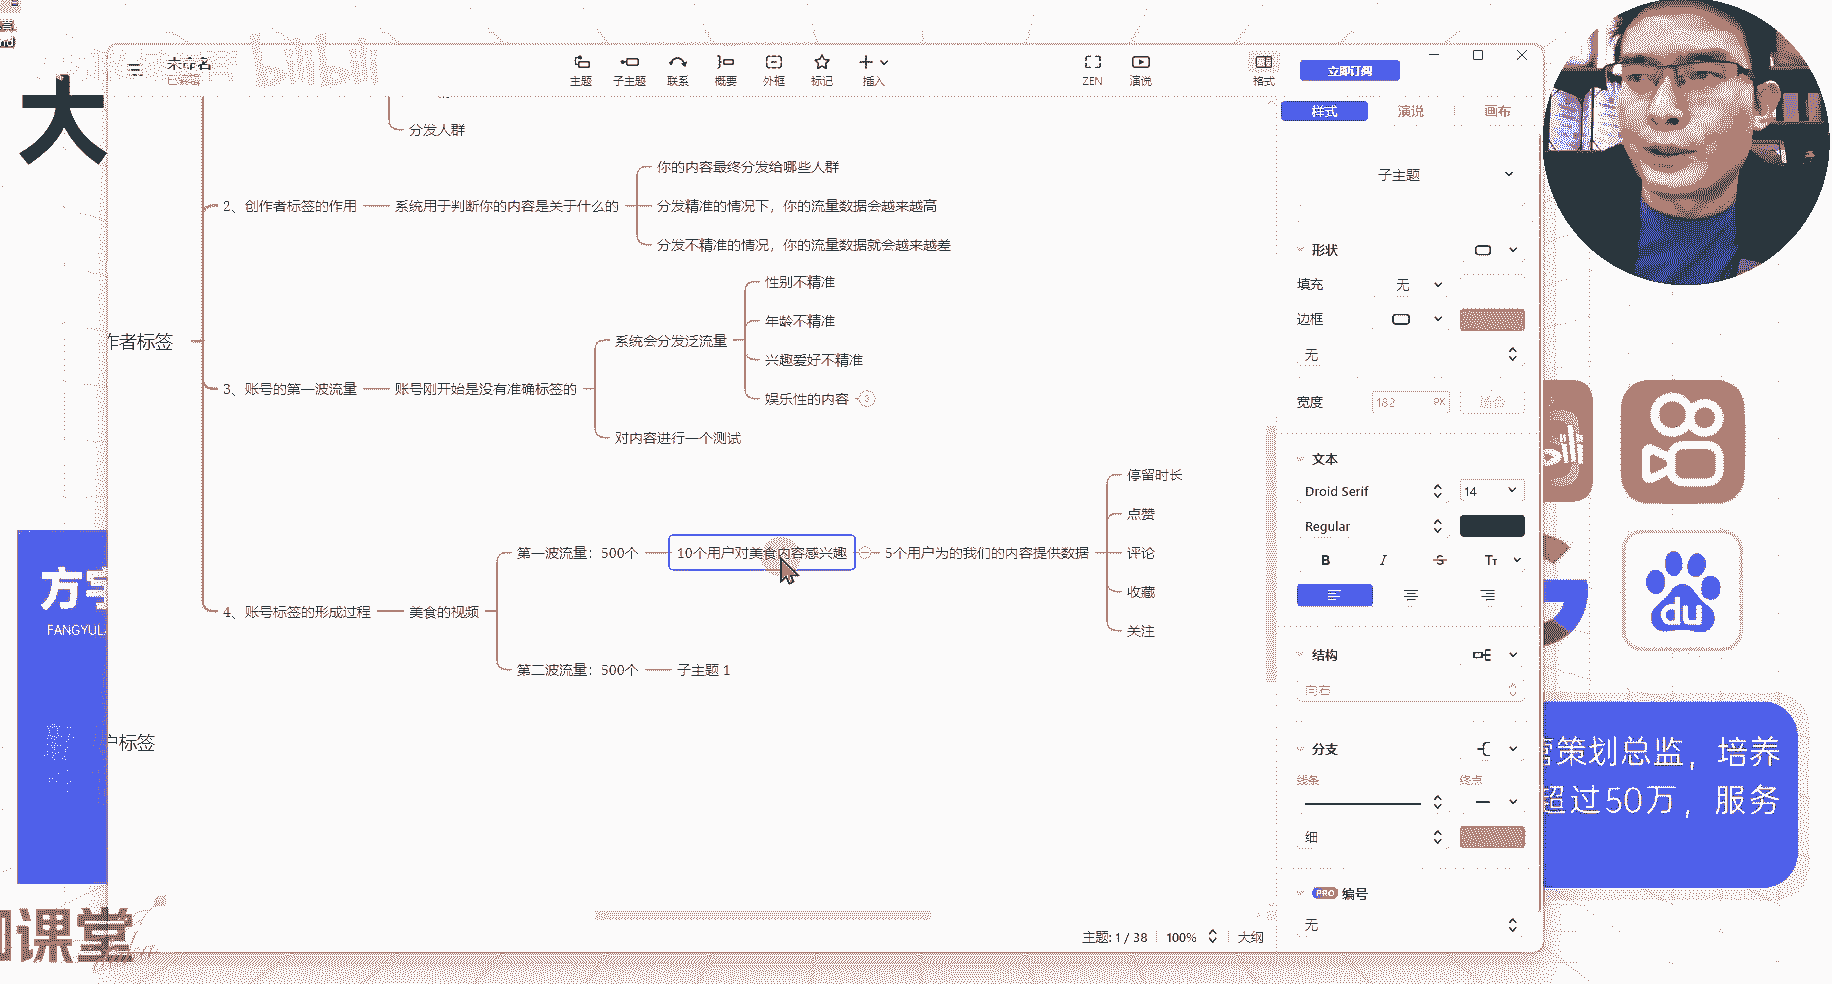 nd
大
bilibili
未命名
主题
子主题
联系
概要
外框
标记
插入
ZEN
演说
格式
立即订阅
样式
演说
画布
分发人群
子主题
作者标签
2、创作者标签的作用
系统用于判断你的内容是关于什么的
你的内容最终分发给哪些人群
分发精准的情况下，你的流量数据会越来越高
分发不精准的情况，你的流量数据就会越来越差
3、账号的第一波流量
账号刚开始是没有准确标签的
系统会分发泛流量
性别不精准
年龄不精准
兴趣爱好不精准
娱乐性的内容
3
对内容进行一个测试
4、账号标签的形成过程
美食的视频
第一波流量：500个
10个用户对美食内容感兴趣
5个用户为的我们的内容提供数据
停留时长
点赞
评论
收藏
关注
第二波流量：500个
子主题 1
户标签
形状
填充
无
边框
无
宽度
182
PX
文本
Droid Serif
14
Regular
B
I
S
Tт
结构
向右
分支
线条
终点
细
PRO
编号
无
主题: 1 / 38
100%
大纲
方宇
FANGYULA
课堂
du
营策划总监，培养
超过50万，服务